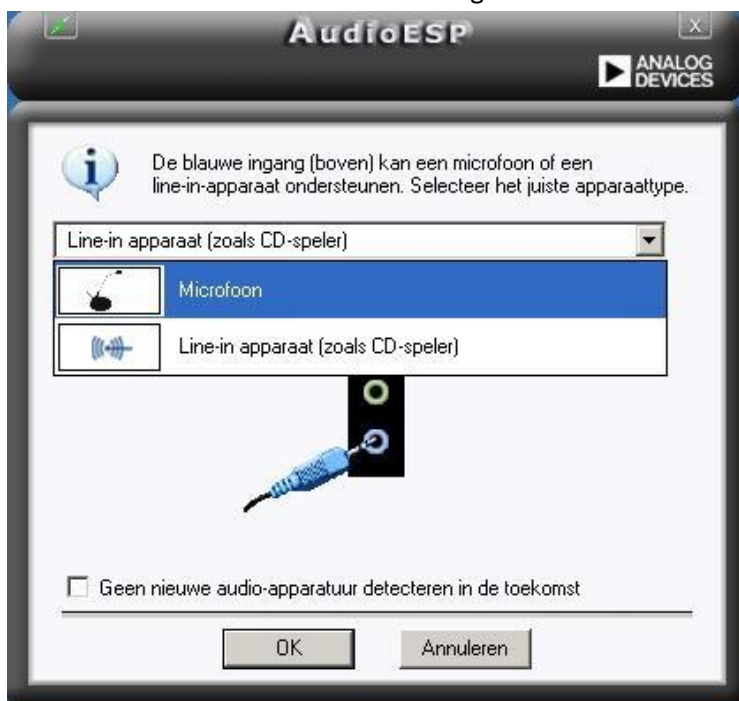 AudioESP
X
ANALOG
DEVICES
De blauwe ingang (boven) kan een microfoon of een
line-in-apparaat ondersteunen. Selecteer het juiste apparaattype.
Line-in apparaat (zoals CD-speler)
Microfoon
Line-in apparaat (zoals CD-speler)
Geen nieuwe audio-apparatuur detecteren in de toekomst
OK
Annuleren